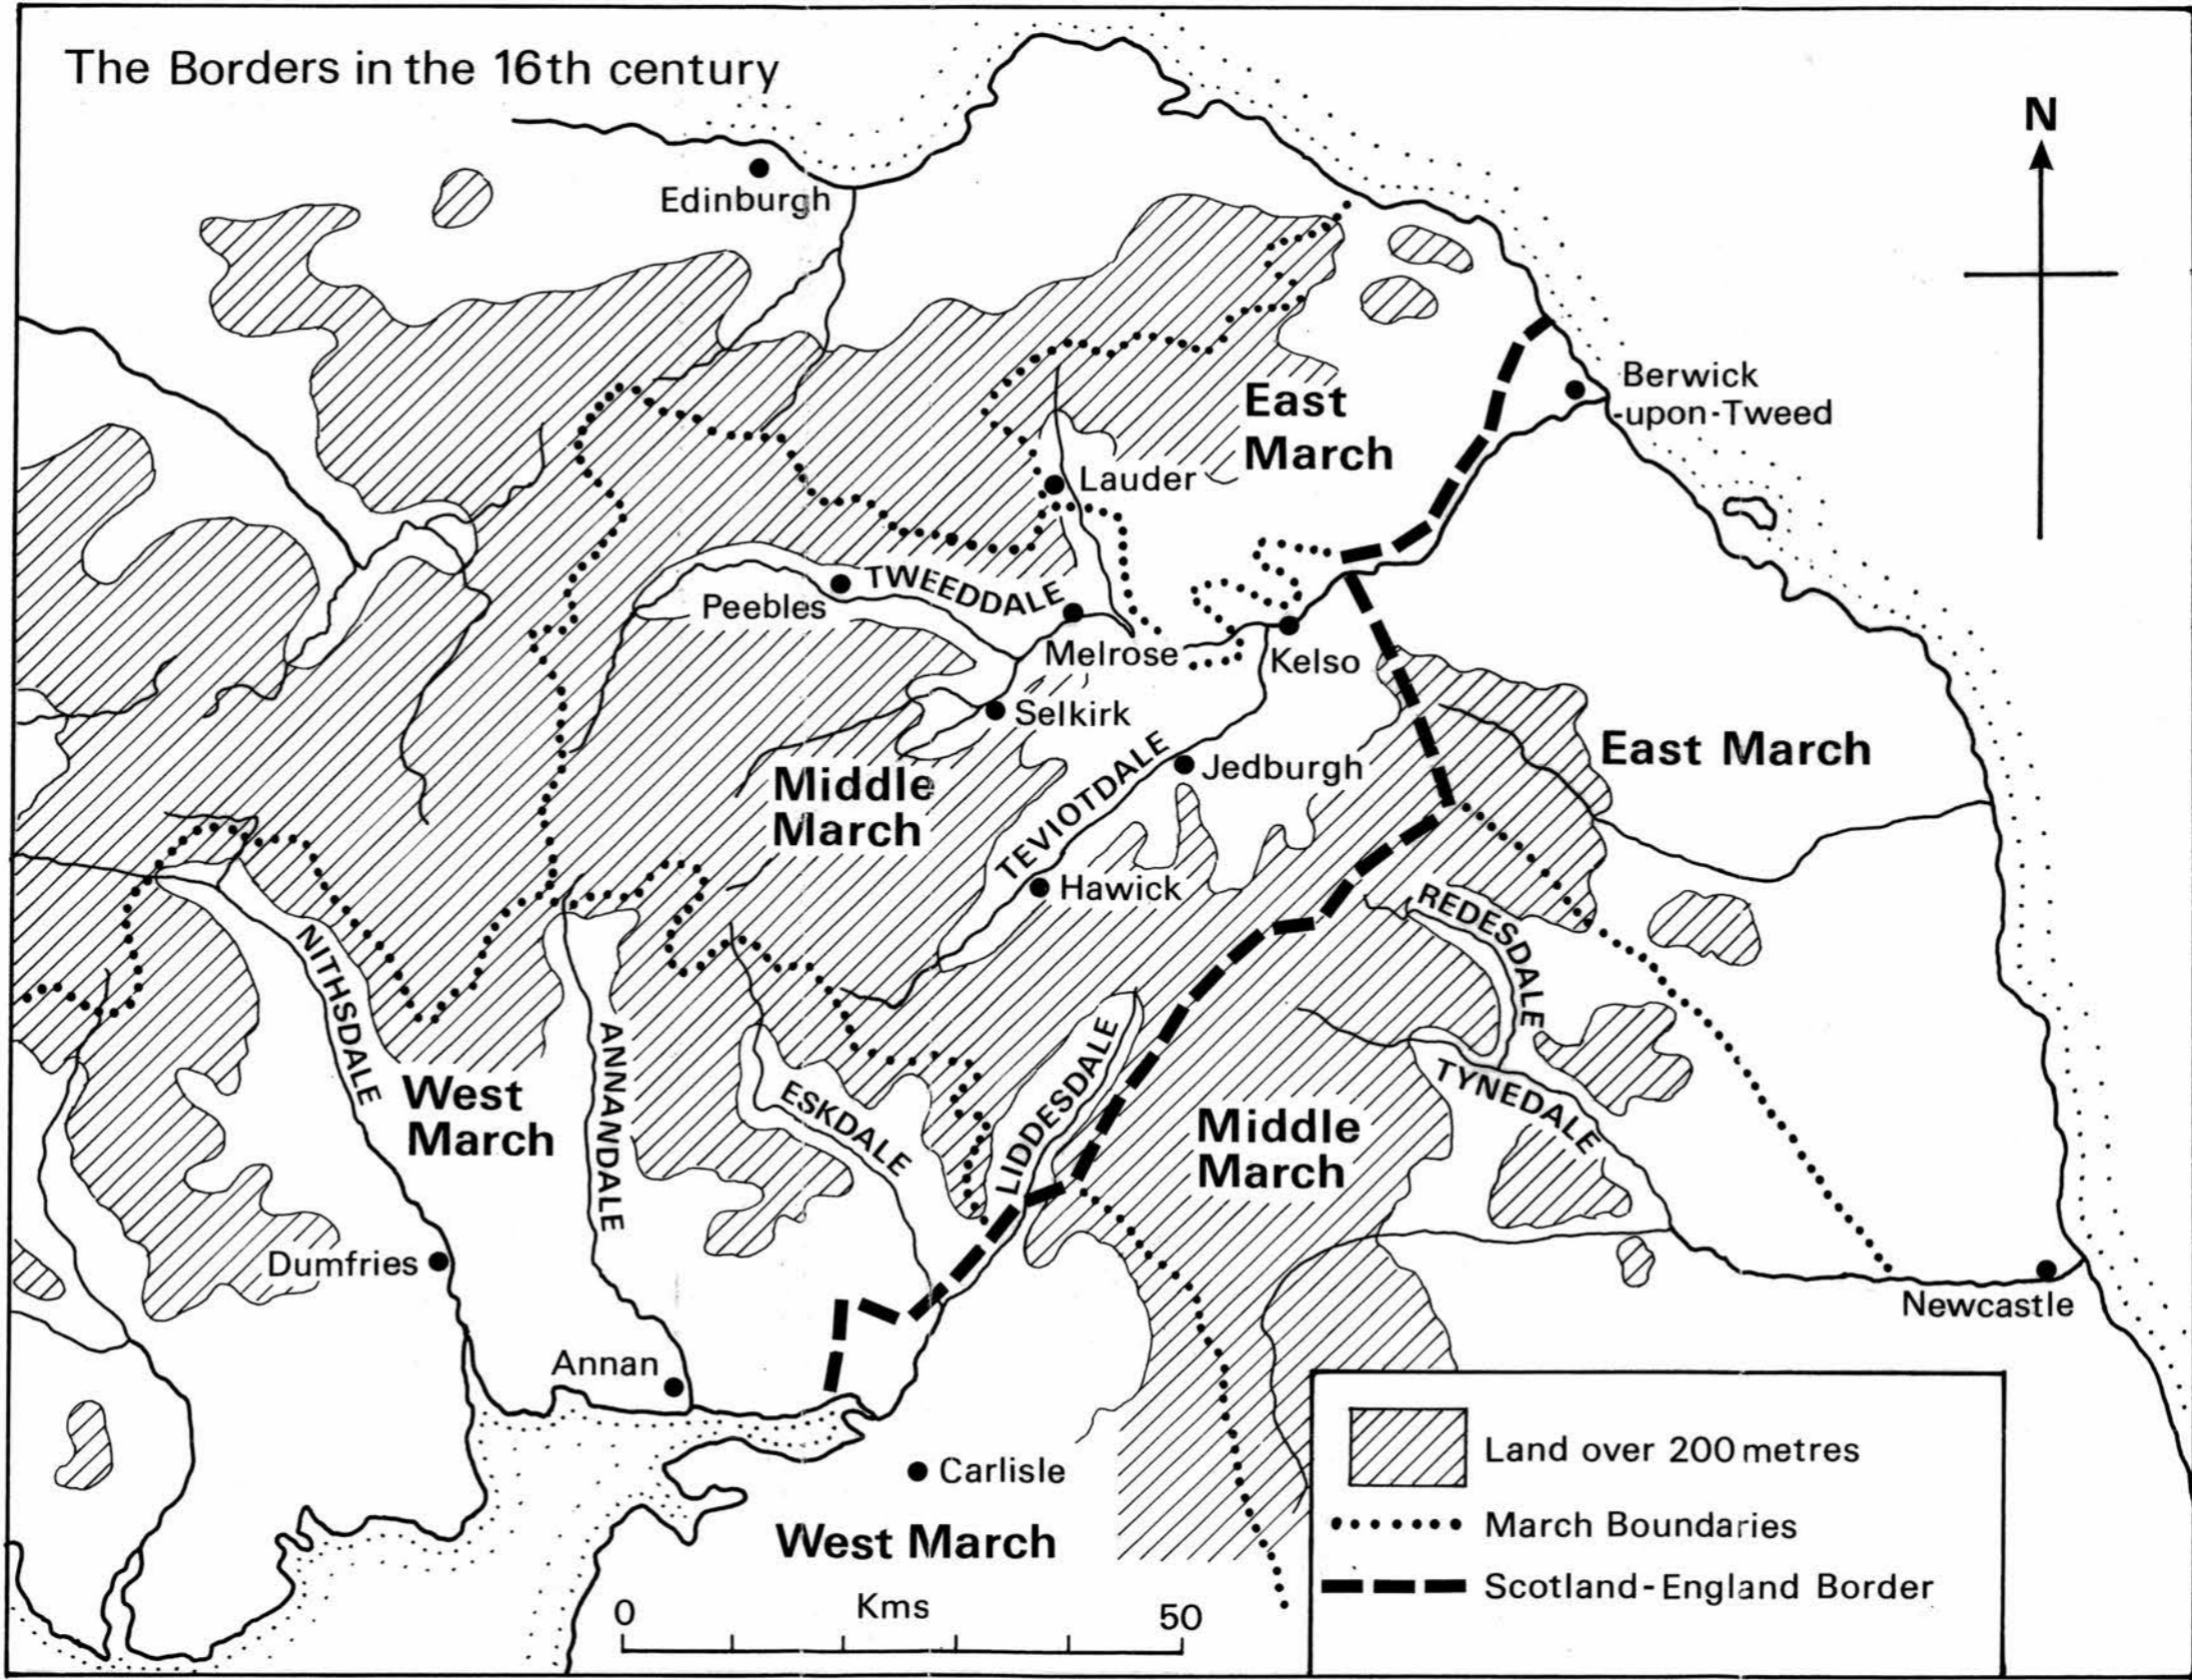 The Borders in the 16th century
N
Edinburgh
East
March
Berwick
-upon-Tweed
Lauder
TWEEDDALE
Peebles
Melrose
Kelso
Selkirk
East March
Middle
March
TEVIOTDALE
Jedburgh
Hawick
REDESDALE
NITHSDALE
ANNANDALE
West
March
ESKDALE
LIDDESDALE
TYNEDALE
Middle
March
Dumfries
Newcastle
Annan
Carlisle
West March
Kms
0
50
Land over 200 metres
March Boundaries
Scotland-England Border